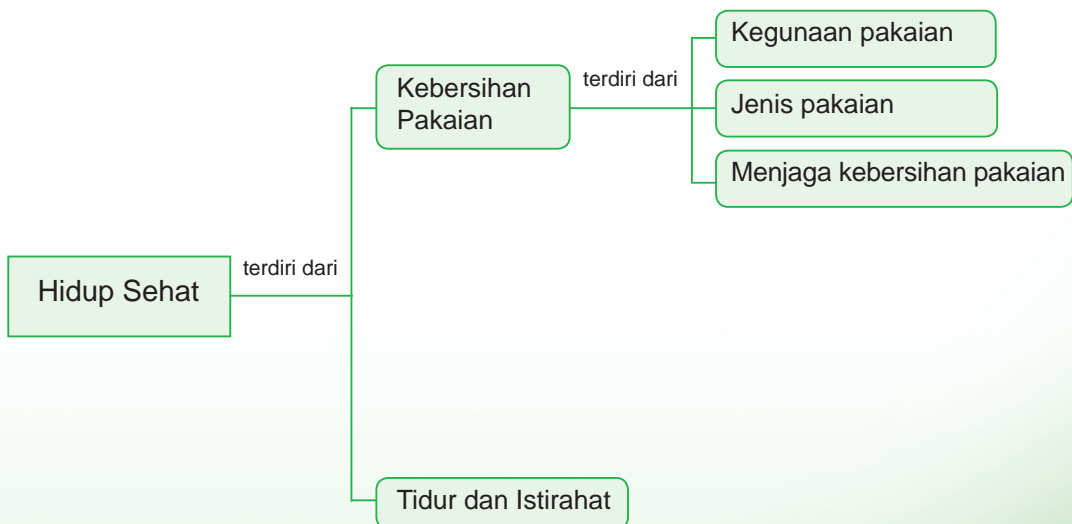 Kegunaan pakaian
terdiri dari
Kebersihan
Pakaian
Jenis pakaian
Menjaga kebersihan pakaian
terdiri dari
Hidup Sehat
Tidur dan Istirahat